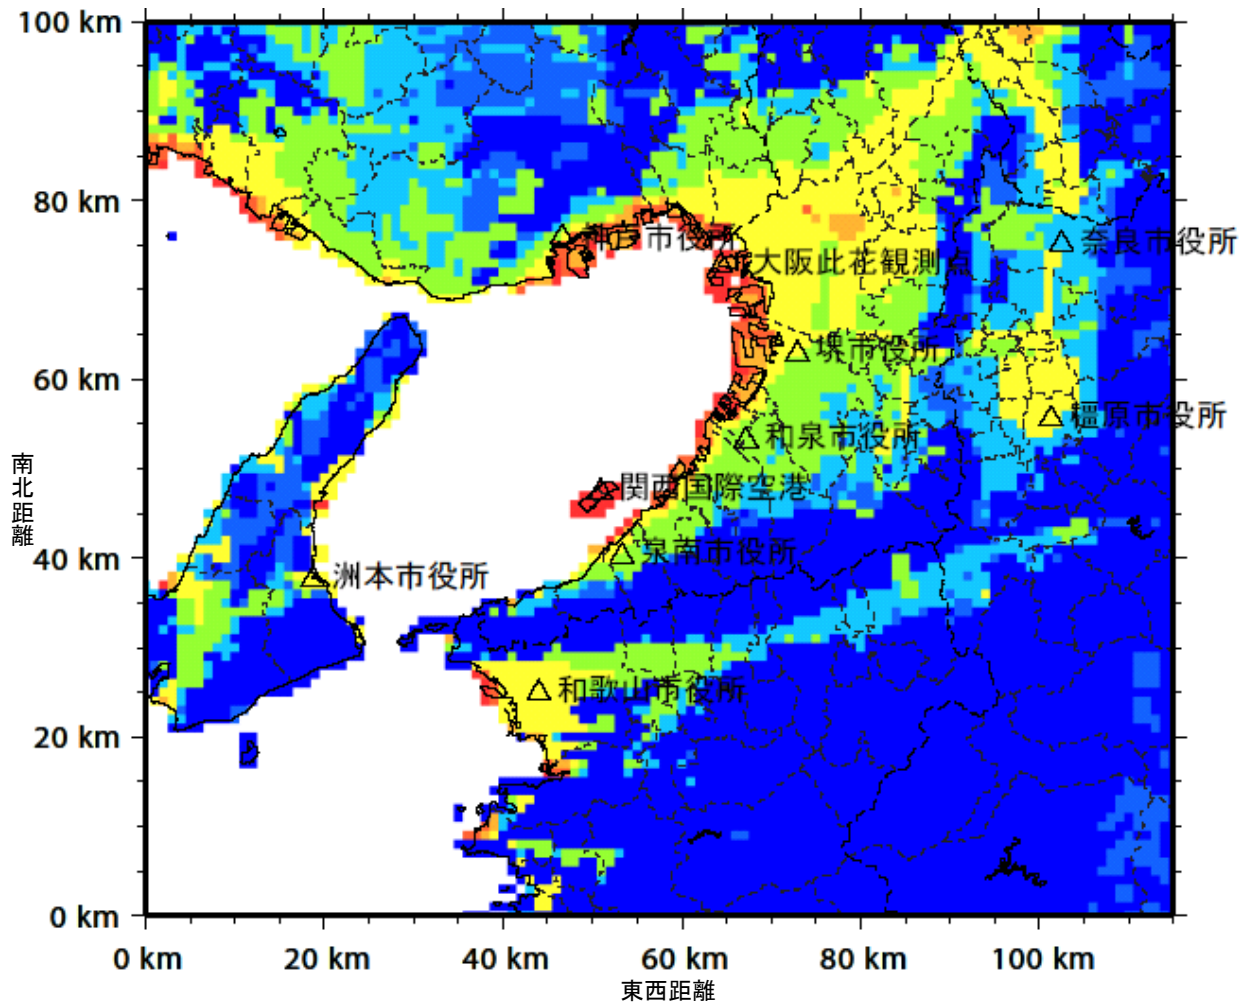 100 km
80 km
60 km
40 km
20 km
0 km
南北距離
神戸市役所
大阪此花観測点
奈良市役所
堺市役所
橿原市役所
和泉市役所
関西国際空港
泉南市役所
洲本市役所
和歌山市役所
0 km
20 km
40 km
60 km
80 km
100 km
東西距離